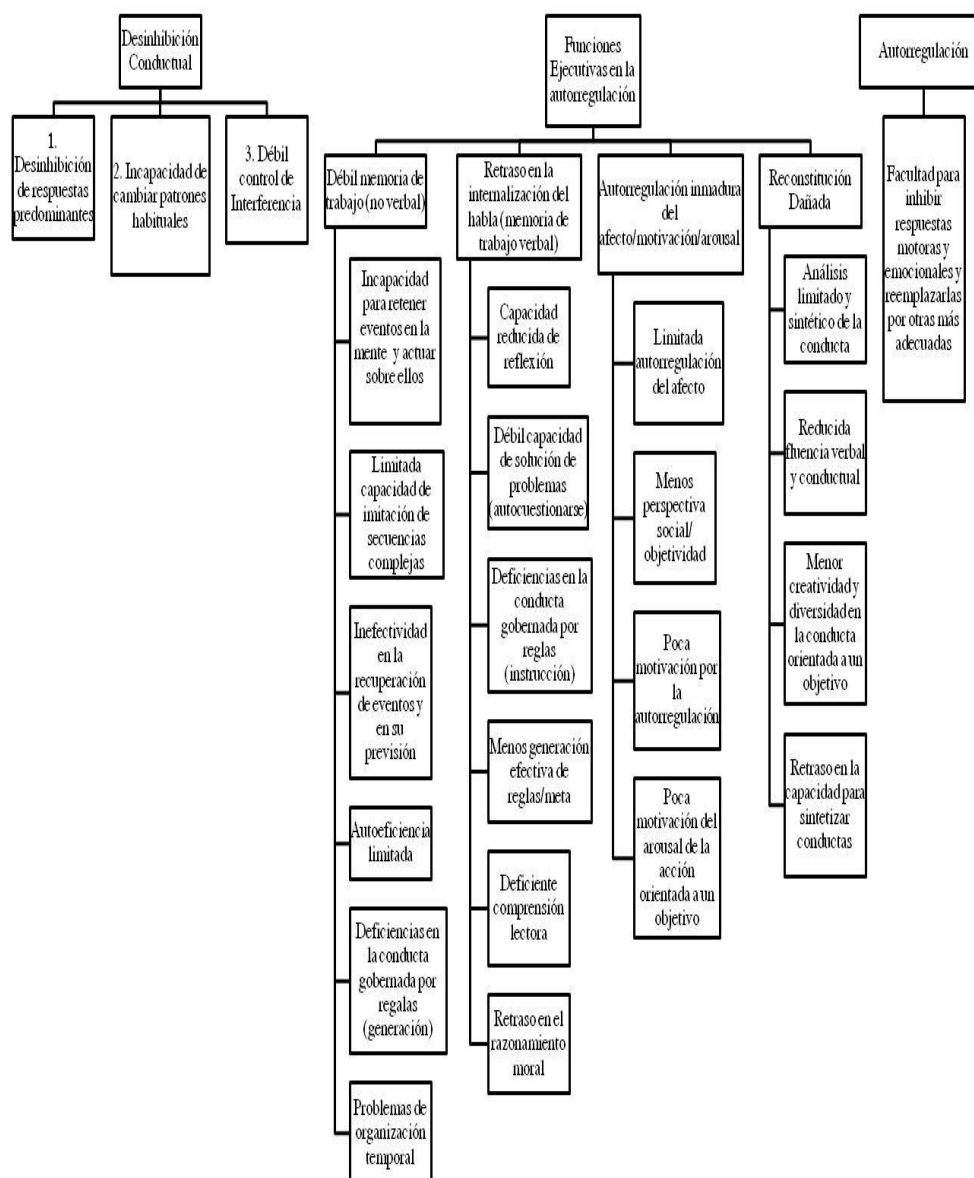 Desinhibición
Conductual
1.
Desinhibición
de respuestas
predominantes
2. Incapacidad de
cambiar patrones
habituales
3. Débil
control de
Interferencia
Funciones
Ejecutivas en la
autorregulación
Débil memoria de
trabajo (no verbal)
Incapacidad
para retener
eventos en la
mente y actuar
sobre ellos
Limitada
capacidad de
imitación de
secuencias
complejas
Inefectividad
en la
recuperación
de eventos y
en su
previsión
Autoeficiencia
limitada
Deficiencias en
la conducta
gobernada por
regalas
(generación)
Problemas de
organización
temporal
Retraso en la
internalización del
habla (memoria de
trabajo verbal)
Capacidad
reducida de
reflexión
Débil capacidad
de solución de
problemas
(autocuestionarse)
Deficiencias en la
conducta
gobernada por
reglas
(instrucción)
Menos generación
efectiva de
reglas/meta
Deficiente
comprensión
lectora
Retraso en el
razonamiento
moral
Autorregulación inmadura
del
afecto/motivación/arousal
Limitada
autorregulación
del afecto
Menos
perspectiva
social/
objetividad
Poca
motivación por
la
autorregulación
Poca
motivación del
arousal de la
acción
orientada a un
objetivo
Reconstitución
Dañada
Análisis
limitado y
sintético de la
conducta
Reducida
fluencia verbal
y conductual
Menor
creatividad y
diversidad en
la conducta
orientada a un
objetivo
Retraso en la
capacidad para
sintetizar
conductas
Autorregulación
Facultad para
inhibir
respuestas
motoras y
emocionales y
reemplazarlas
por otras más
adecuadas